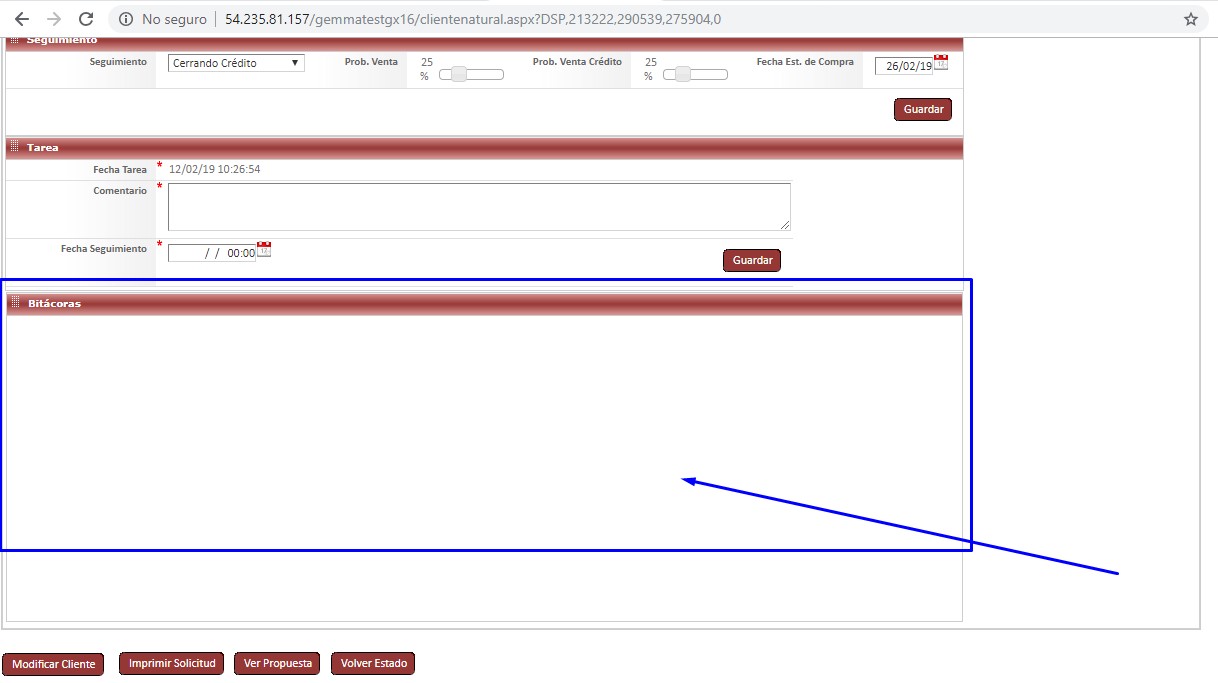 No seguro | 54.235.81.157/gemmatestgx16/clientenatural.aspx?DSP,213222,290539,275904,0
Seguimiento
Seguimiento Cerrando Crédito Prob. Venta 25 % Prob. Venta Crédito 25 % Fecha Est. de Compra 26/02/19
Guardar
Tarea
Fecha Tarea * 12/02/19 10:26:54
Comentario *
Fecha Seguimiento * / / 00:00
Guardar
Bitácoras
Modificar Cliente Imprimir Solicitud Ver Propuesta Volver Estado